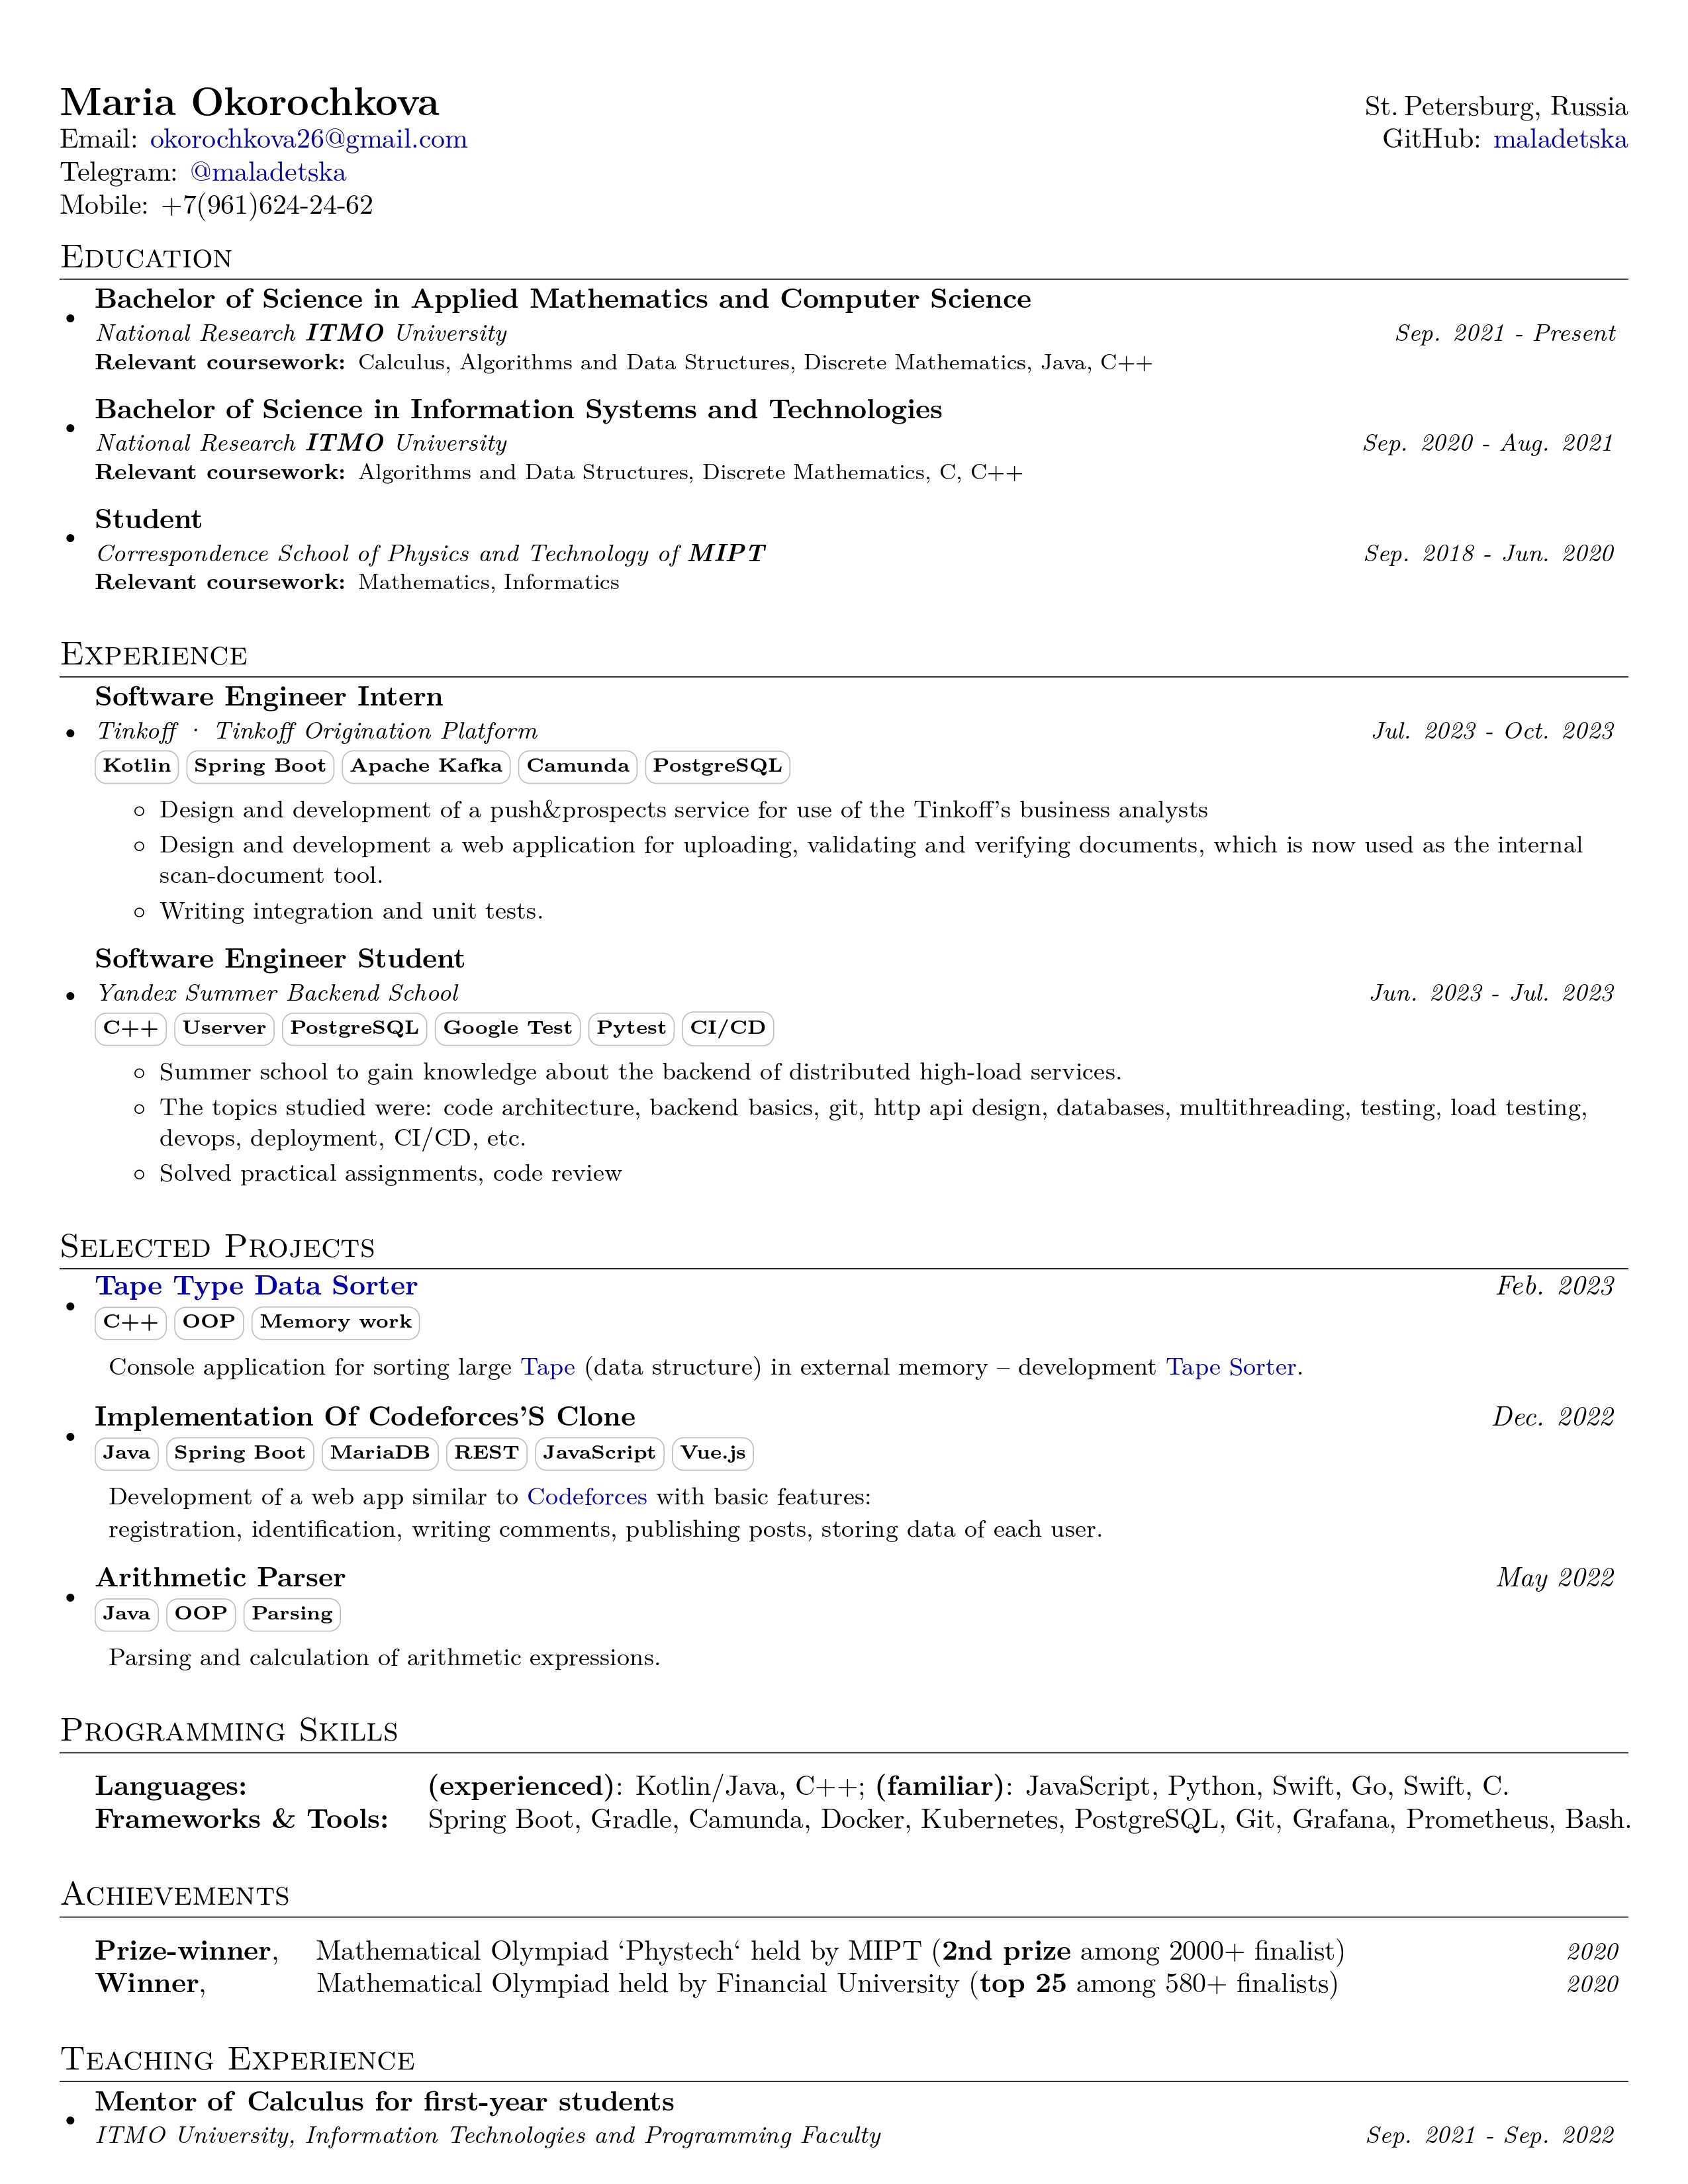 Maria Okorochkova
St. Petersburg, Russia
Email: okorochkova26@gmail.com
GitHub: maladetska
Telegram: @maladetska
Mobile: +7(961)624-24-62
Education
• Bachelor of Science in Applied Mathematics and Computer Science
National Research ITMO University Sep. 2021 - Present
Relevant coursework: Calculus, Algorithms and Data Structures, Discrete Mathematics, Java, C++
• Bachelor of Science in Information Systems and Technologies
National Research ITMO University Sep. 2020 - Aug. 2021
Relevant coursework: Algorithms and Data Structures, Discrete Mathematics, C, C++
• Student
Correspondence School of Physics and Technology of MIPT Sep. 2018 - Jun. 2020
Relevant coursework: Mathematics, Informatics
Experience
• Software Engineer Intern
Tinkoff · Tinkoff Origination Platform Jul. 2023 - Oct. 2023
Kotlin Spring Boot Apache Kafka Camunda PostgreSQL
◦ Design and development of a push&prospects service for use of the Tinkoff's business analysts
◦ Design and development a web application for uploading, validating and verifying documents, which is now used as the internal
scan-document tool.
◦ Writing integration and unit tests.
• Software Engineer Student
Yandex Summer Backend School Jun. 2023 - Jul. 2023
C++ Userver PostgreSQL Google Test Pytest CI/CD
◦ Summer school to gain knowledge about the backend of distributed high-load services.
◦ The topics studied were: code architecture, backend basics, git, http api design, databases, multithreading, testing, load testing,
devops, deployment, CI/CD, etc.
◦ Solved practical assignments, code review
Selected Projects
• Tape Type Data Sorter Feb. 2023
C++ OOP Memory work
Console application for sorting large Tape (data structure) in external memory – development Tape Sorter.
• Implementation Of Codeforces'S Clone Dec. 2022
Java Spring Boot MariaDB REST JavaScript Vue.js
Development of a web app similar to Codeforces with basic features:
registration, identification, writing comments, publishing posts, storing data of each user.
• Arithmetic Parser May 2022
Java OOP Parsing
Parsing and calculation of arithmetic expressions.
Programming Skills
Languages: (experienced): Kotlin/Java, C++; (familiar): JavaScript, Python, Swift, Go, Swift, C.
Frameworks & Tools: Spring Boot, Gradle, Camunda, Docker, Kubernetes, PostgreSQL, Git, Grafana, Prometheus, Bash.
Achievements
Prize-winner, Mathematical Olympiad ‘Phystech‘ held by MIPT (2nd prize among 2000+ finalist) 2020
Winner, Mathematical Olympiad held by Financial University (top 25 among 580+ finalists) 2020
Teaching Experience
• Mentor of Calculus for first-year students
ITMO University, Information Technologies and Programming Faculty Sep. 2021 - Sep. 2022